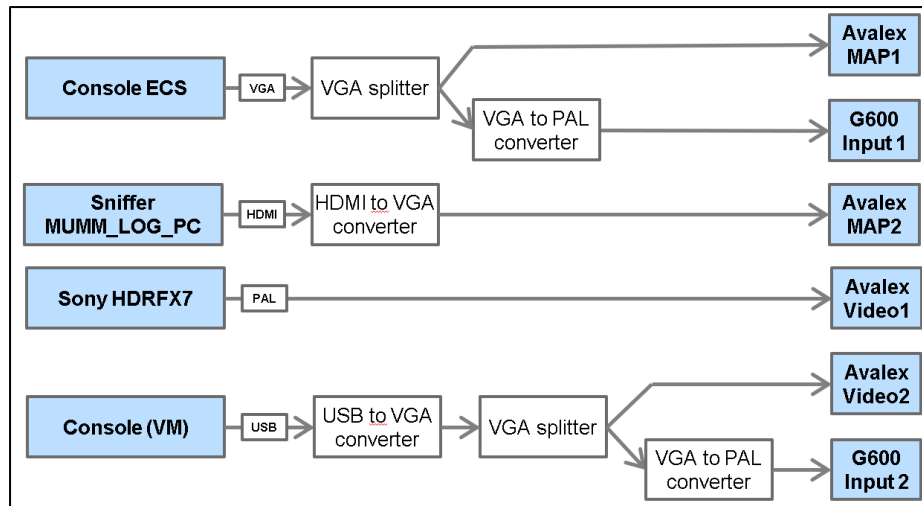 Console ECS
VGA
VGA splitter
Avalex
MAP1
VGA to PAL
converter
G600
Input 1
Sniffer
MUMM_LOG_PC
HDMI
HDMI to VGA
converter
Avalex
MAP2
Sony HDRFX7
PAL
Avalex
Video1
Console (VM)
USB
USB to VGA
converter
VGA splitter
Avalex
Video2
VGA to PAL
converter
G600
Input 2